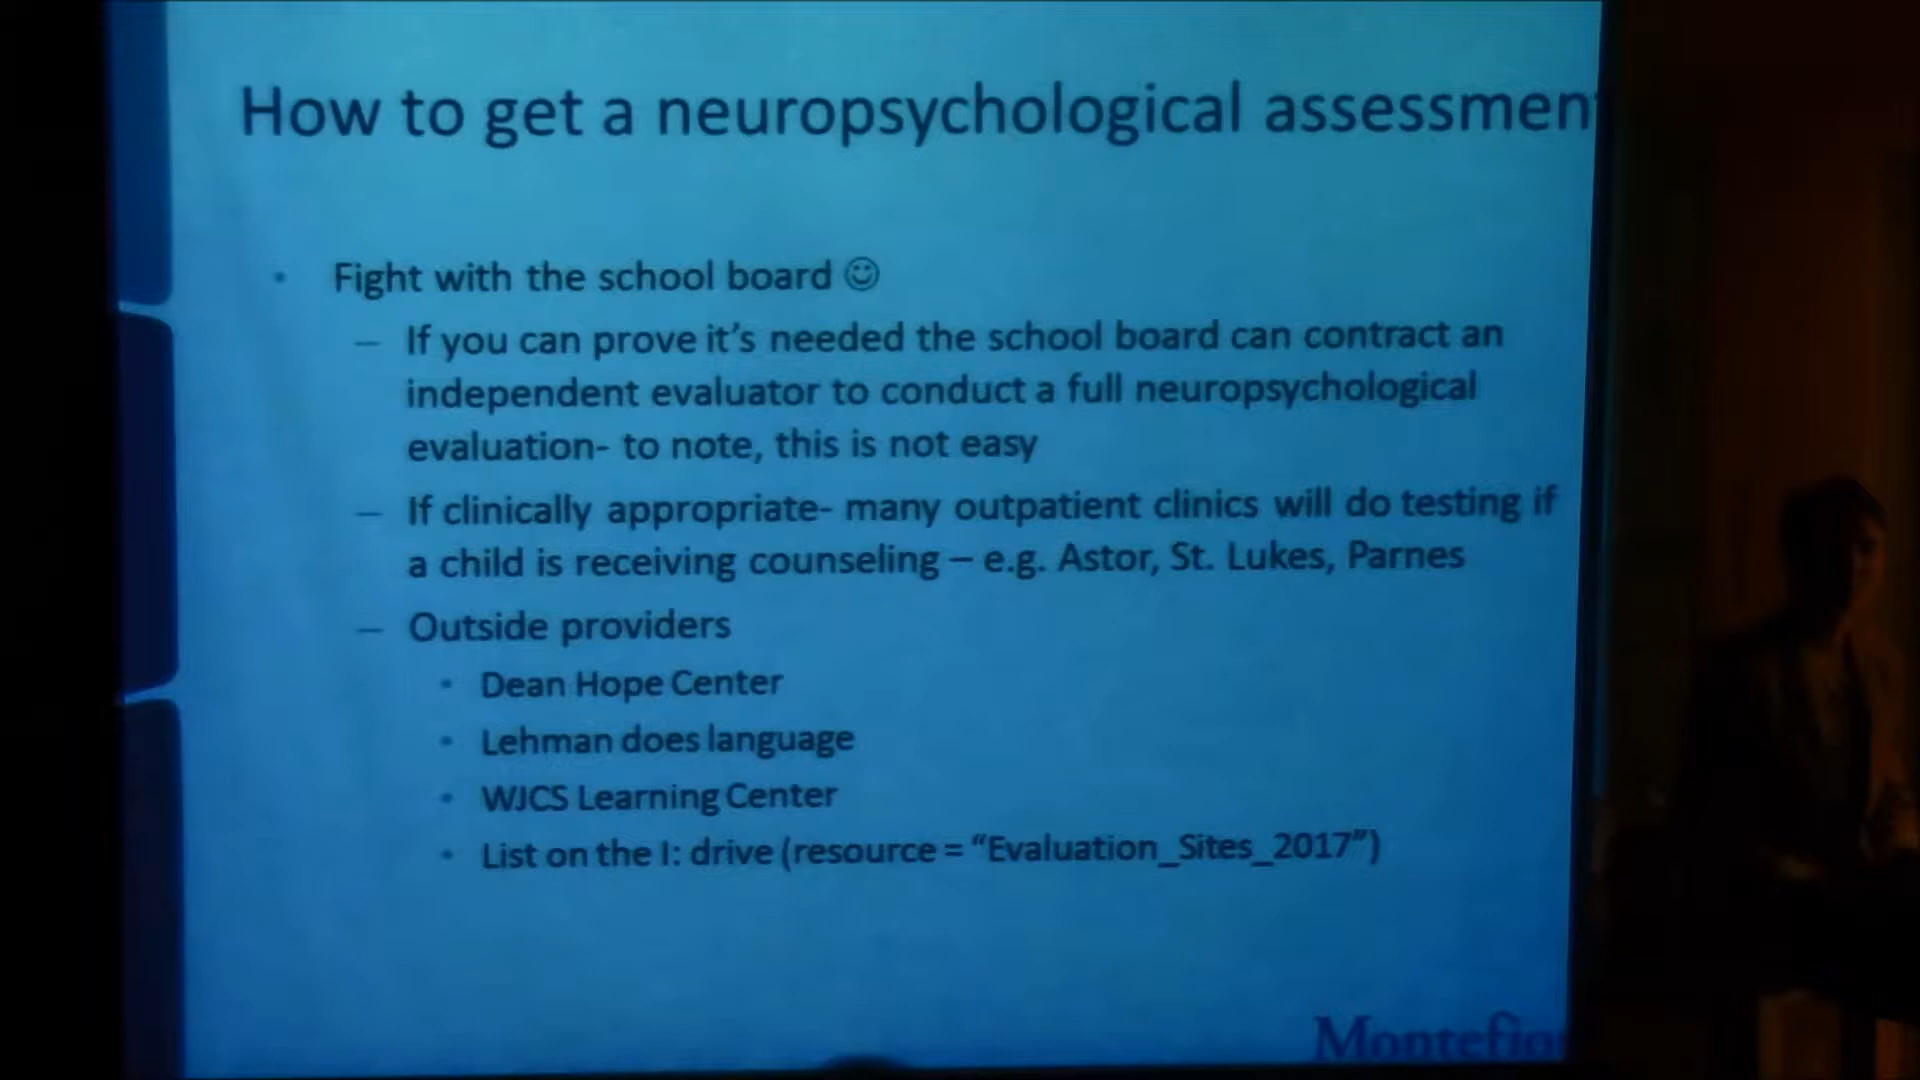 How to get a neuropsychological assessmen
• Fight with the school board ☺
– If you can prove it’s needed the school board can contract an
independent evaluator to conduct a full neuropsychological
evaluation- to note, this is not easy
– If clinically appropriate- many outpatient clinics will do testing if
a child is receiving counseling – e.g. Astor, St. Lukes, Parnes
– Outside providers
• Dean Hope Center
• Lehman does language
• WJCS Learning Center
• List on the I: drive (resource = “Evaluation_Sites_2017”)
Montefio